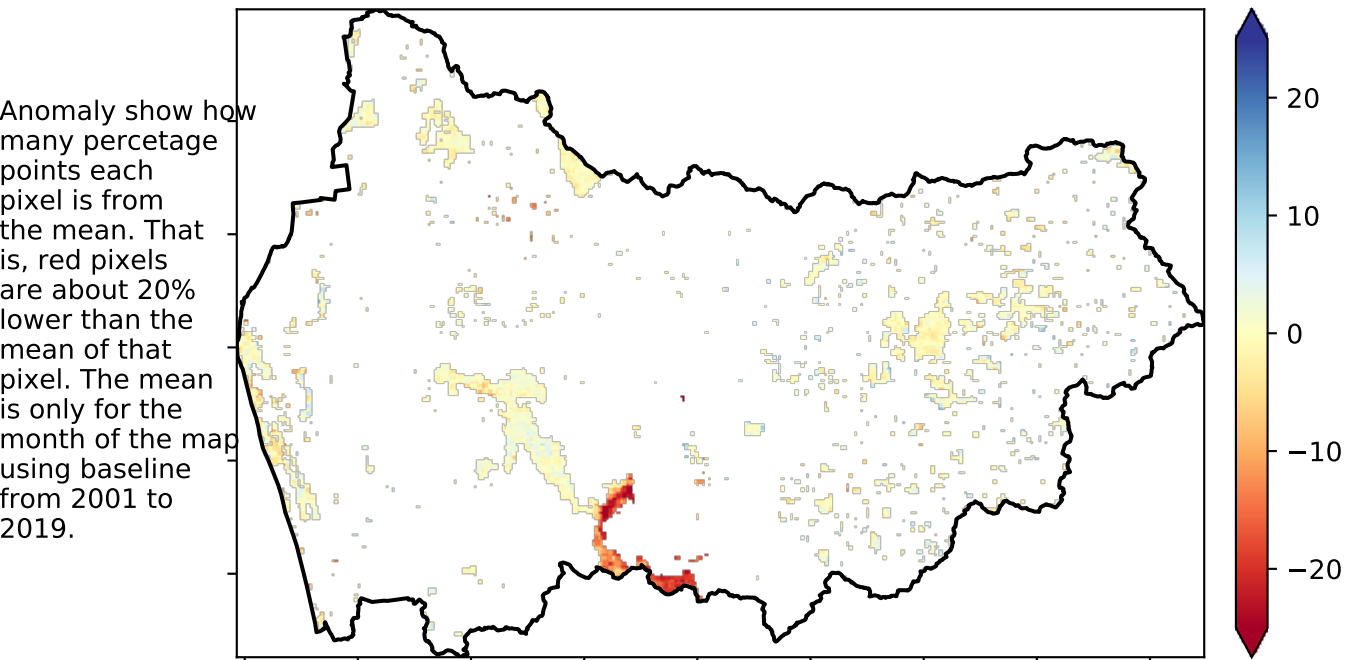 Anomaly show how
many percetage
points each
pixel is from
the mean. That
is, red pixels
are about 20%
lower than the
mean of that
pixel. The mean
is only for the
month of the map
using baseline
from 2001 to
2019.
20
10
0
−10
−20